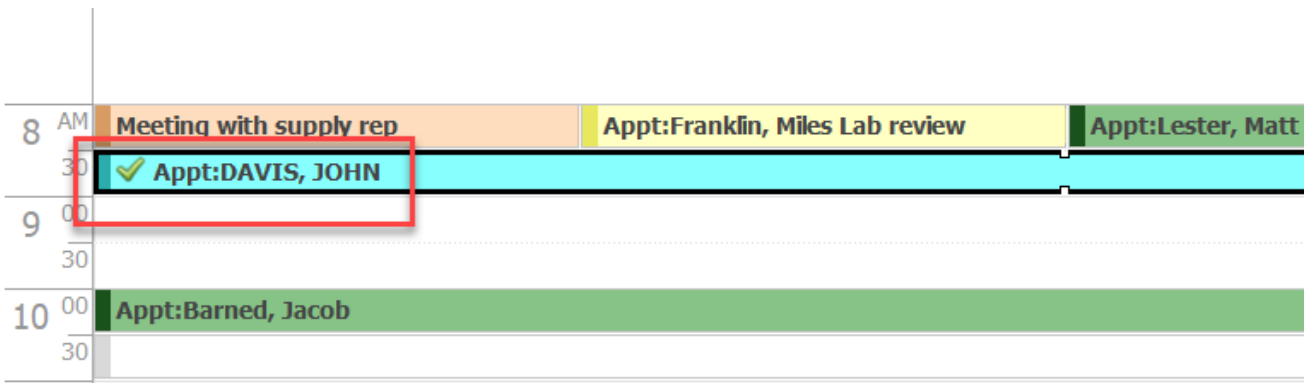 8 AM Meeting with supply rep Appt:Franklin, Miles Lab review Appt:Lester, Matt
30 Appt:DAVIS, JOHN
9 00
30
10 00 Appt:Barned, Jacob
30